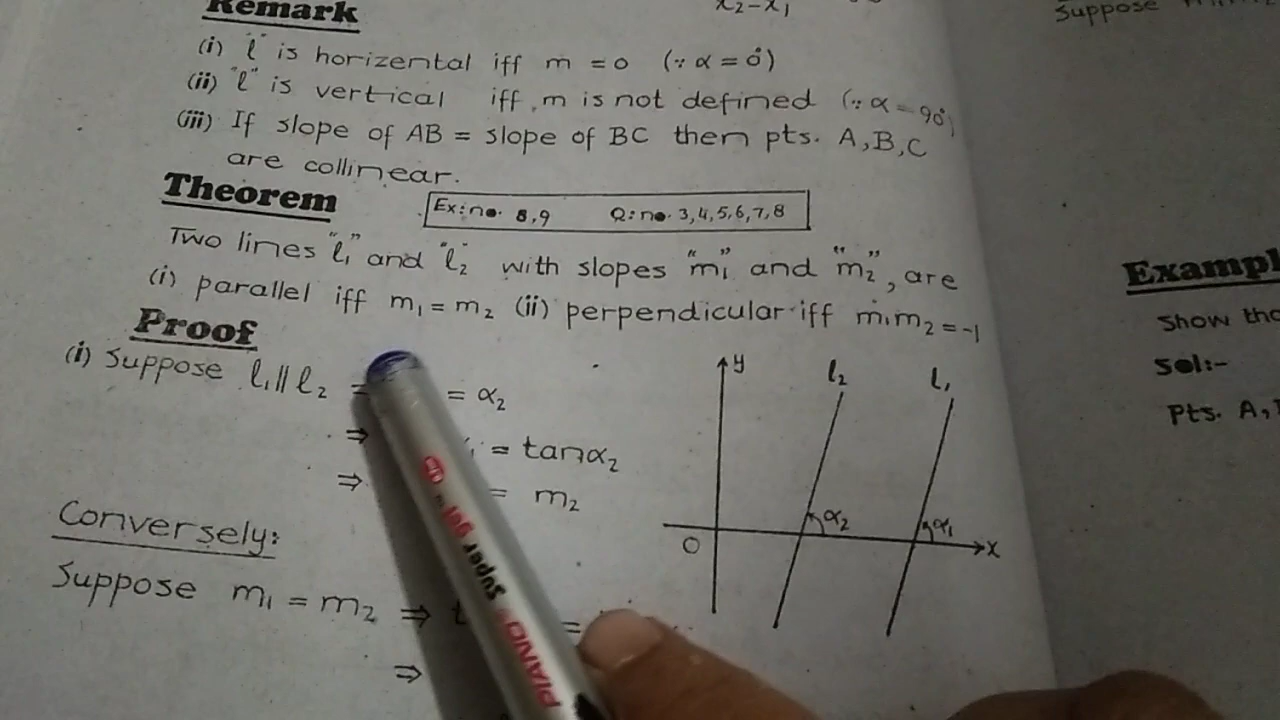 Remark
x₂-x₁
(i) "l" is horizental iff m = 0 (∵ α = 0°)
(ii) "l" is vertical iff m is not defined (∵ α = 90°)
(iii) If slope of AB = slope of BC then pts. A,B,C
are collinear.
Theorem
Ex: no. 8,9 Q: no. 3,4,5,6,7,8
Two lines "l₁" and "l₂" with slopes "m₁" and "m₂", are
(i) parallel iff m₁ = m₂ (ii) perpendicular iff m₁m₂ = -1
Proof
(i) Suppose l₁ ∥ l₂ = α₂
⇒ = tanα₂
⇒ = m₂
Conversely:
Suppose m₁ = m₂ ⇒ =
⇒
y
l₂
l₁
α₂
α₁
O
x
Super gel
PIANO
Suppose
Show
Sol:-
Pts. A,